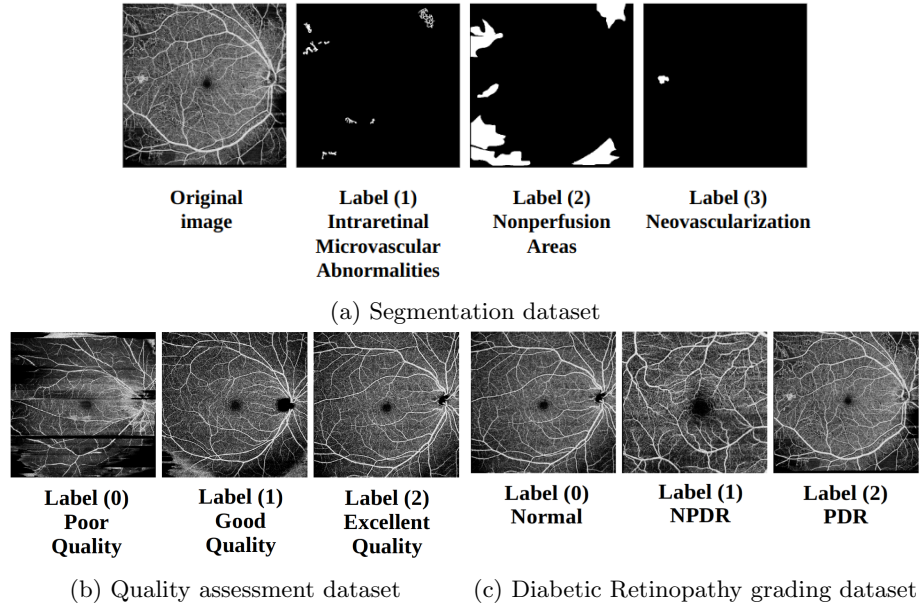 Original
image
Label (1)
Intraretinal
Microvascular
Abnormalities
Label (2)
Nonperfusion
Areas
Label (3)
Neovascularization
(a) Segmentation dataset
Label (0)
Poor
Quality
Label (1)
Good
Quality
Label (2)
Excellent
Quality
Label (0)
Normal
Label (1)
NPDR
Label (2)
PDR
(b) Quality assessment dataset
(c) Diabetic Retinopathy grading dataset